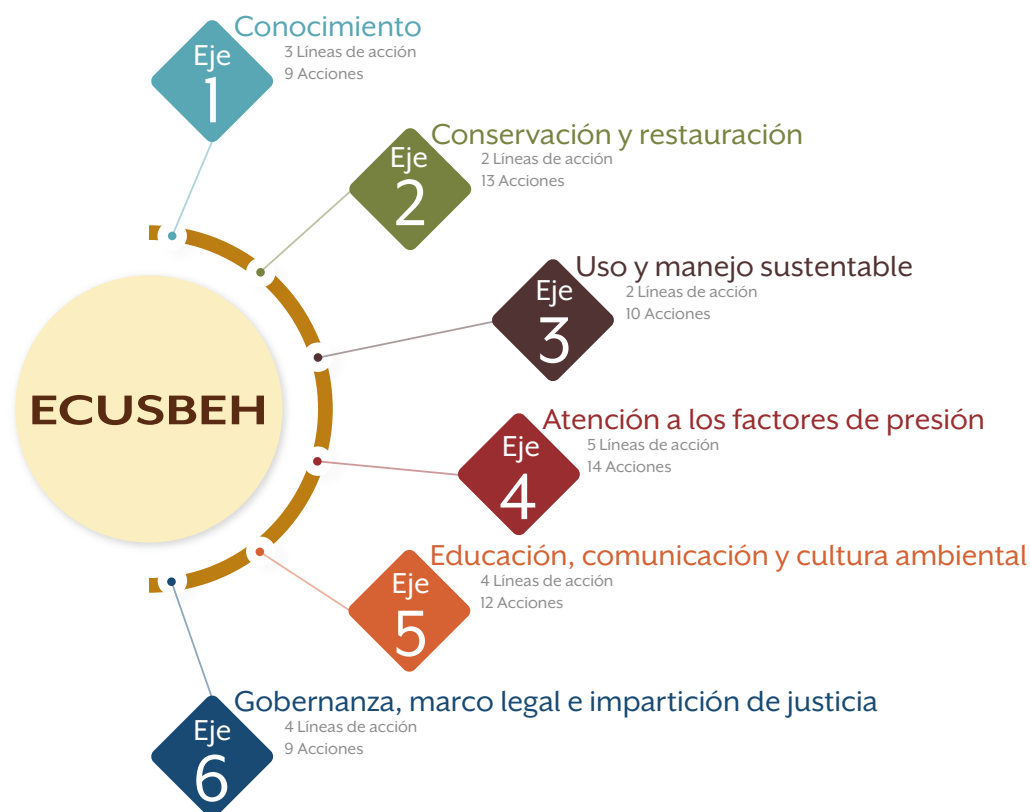 Conocimiento
Eje
1
3 Líneas de acción
9 Acciones
Conservación y restauración
Eje
2
2 Líneas de acción
13 Acciones
Uso y manejo sustentable
Eje
3
2 Líneas de acción
10 Acciones
ECUSBEH
Atención a los factores de presión
Eje
4
5 Líneas de acción
14 Acciones
Educación, comunicación y cultura ambiental
Eje
5
4 Líneas de acción
12 Acciones
Gobernanza, marco legal e impartición de justicia
Eje
6
4 Líneas de acción
9 Acciones